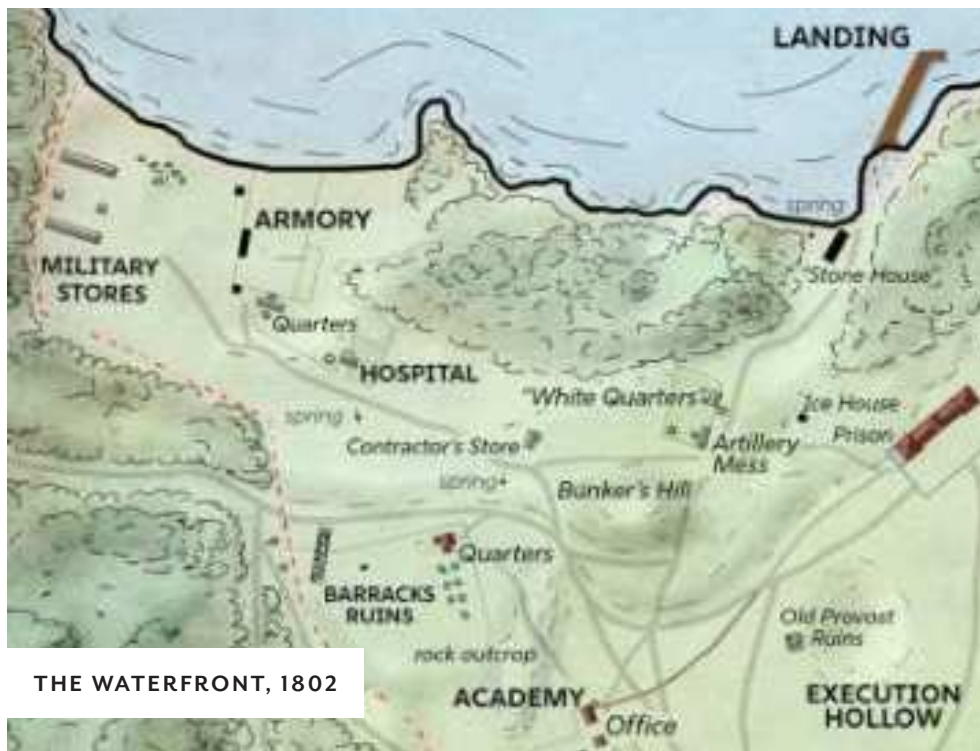 LANDING
spring
ARMORY
"Stone House"
MILITARY
STORES
Quarters
HOSPITAL
"White Quarters"
Ice House
spring
Contractor's Store
Artillery
Mess
Prison
spring
Bunker's Hill
Quarters
BARRACKS
RUINS
Old Provost
Ruins
rock outcrop
ACADEMY
Office
EXECUTION
HOLLOW
THE WATERFRONT, 1802